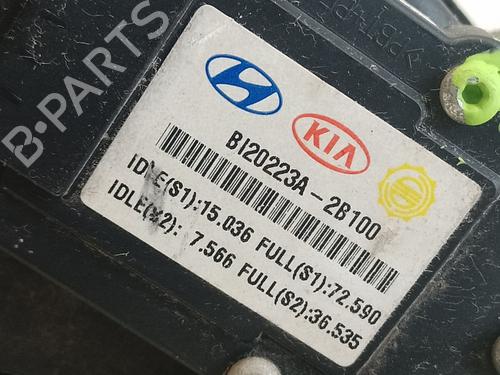 B-PARTS
KIA
BI20223A-2B100
IDLE(S1):15.036 FULL(S1):72.590
IDLE(S2): 7.566 FULL(S2):36.535